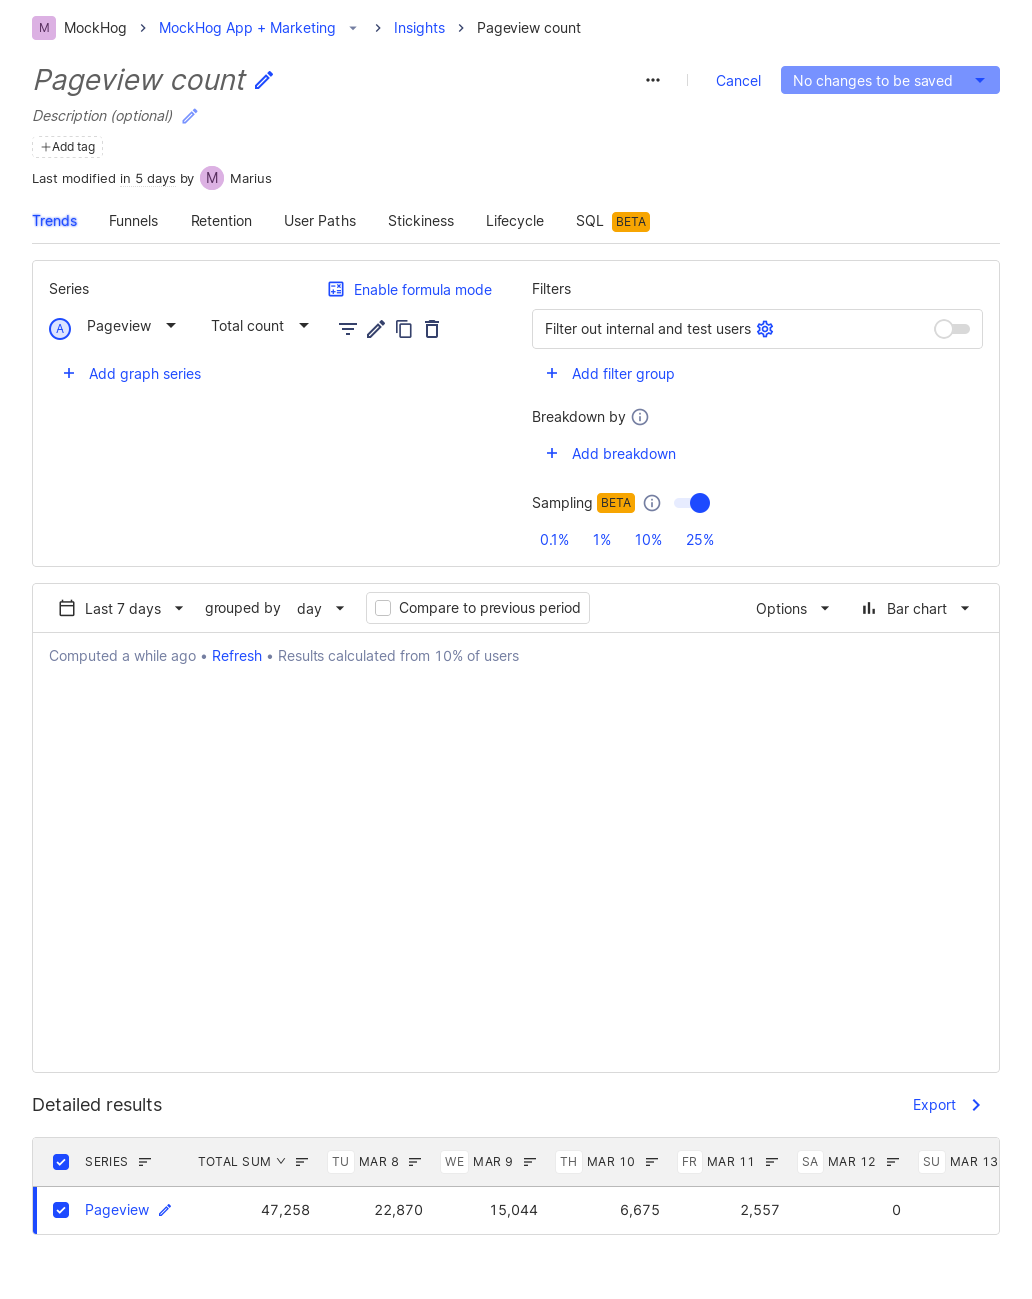 M MockHog > MockHog App + Marketing > Insights > Pageview count
Pageview count
Cancel
No changes to be saved
Description (optional)
+Add tag
Last modified in 5 days by M Marius
Trends Funnels Retention User Paths Stickiness Lifecycle SQL BETA
Series
Enable formula mode
A Pageview Total count
+ Add graph series
Filters
Filter out internal and test users
+ Add filter group
Breakdown by
+ Add breakdown
Sampling BETA
0.1% 1% 10% 25%
Last 7 days grouped by day Compare to previous period Options Bar chart
Computed a while ago • Refresh • Results calculated from 10% of users
Detailed results
Export
SERIES TOTAL SUM TU MAR 8 WE MAR 9 TH MAR 10 FR MAR 11 SA MAR 12 SU MAR 13
Pageview 47,258 22,870 15,044 6,675 2,557 0